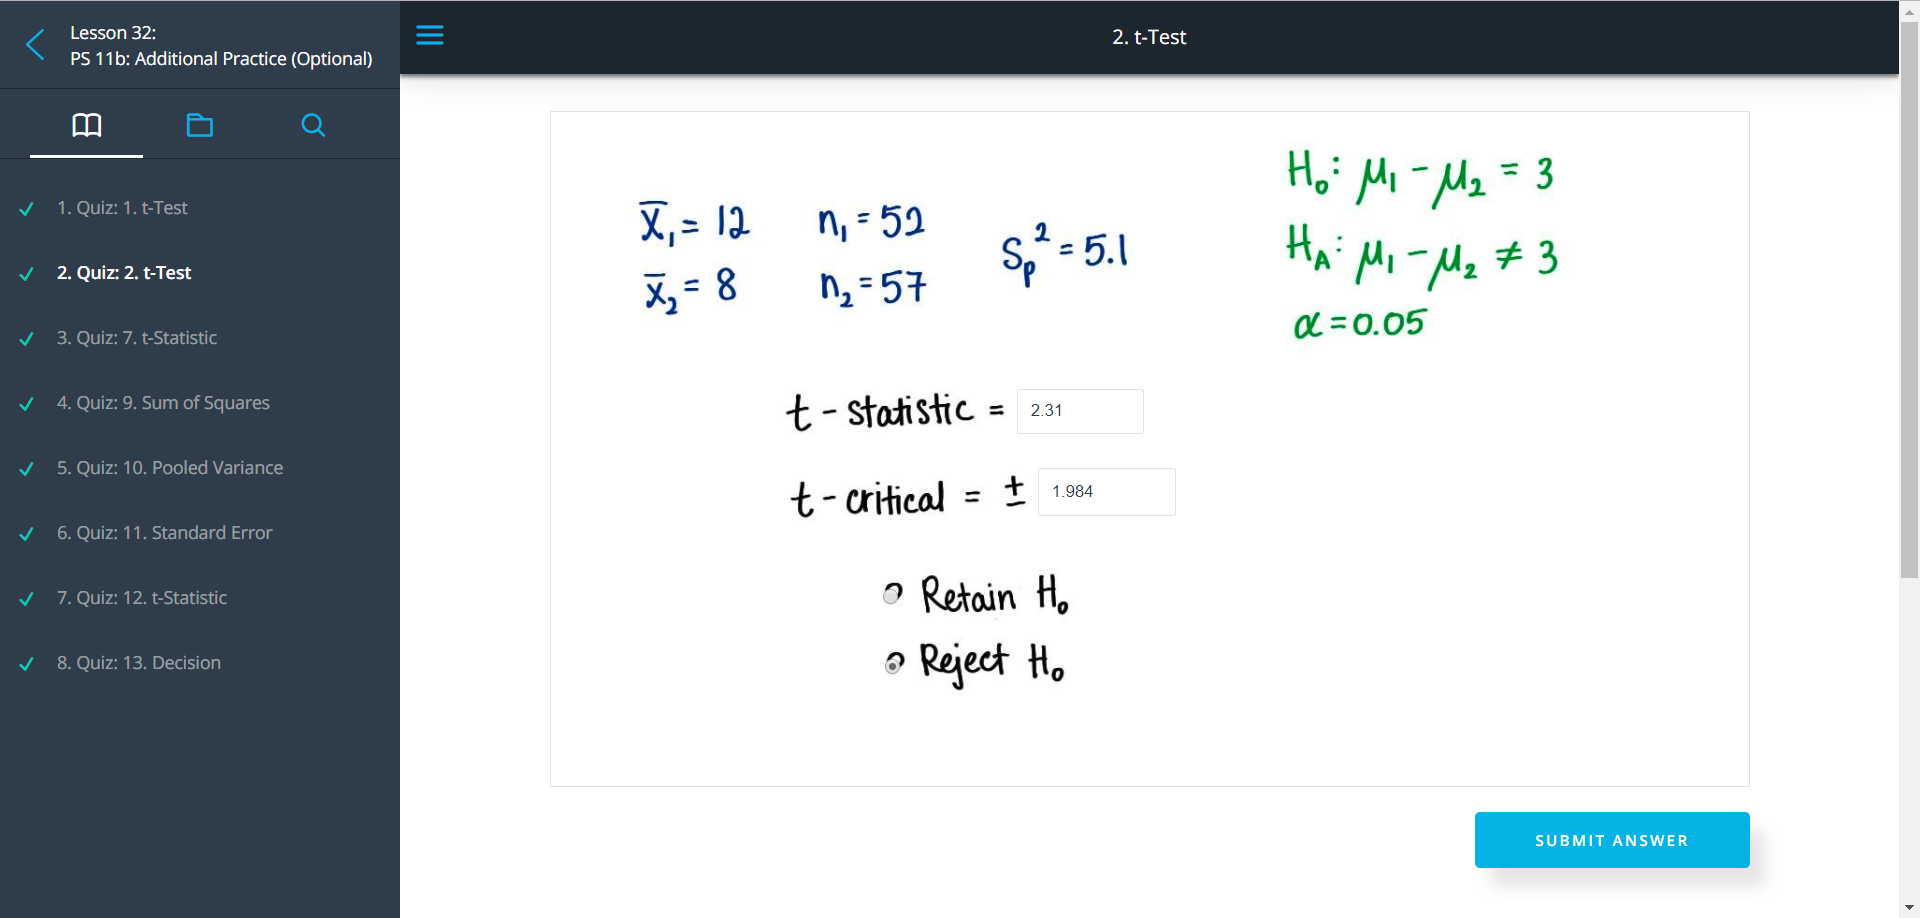 Lesson 32:
PS 11b: Additional Practice (Optional)
1. Quiz: 1. t-Test
2. Quiz: 2. t-Test
3. Quiz: 7. t-Statistic
4. Quiz: 9. Sum of Squares
5. Quiz: 10. Pooled Variance
6. Quiz: 11. Standard Error
7. Quiz: 12. t-Statistic
8. Quiz: 13. Decision
2. t-Test
x̄₁ = 12 n₁ = 52
x̄₂ = 8 n₂ = 57
Sₚ² = 5.1
H₀: μ₁ - μ₂ = 3
H_A: μ₁ - μ₂ ≠ 3
α = 0.05
t - statistic = 2.31
t - critical = ± 1.984
Retain H₀
Reject H₀
SUBMIT ANSWER